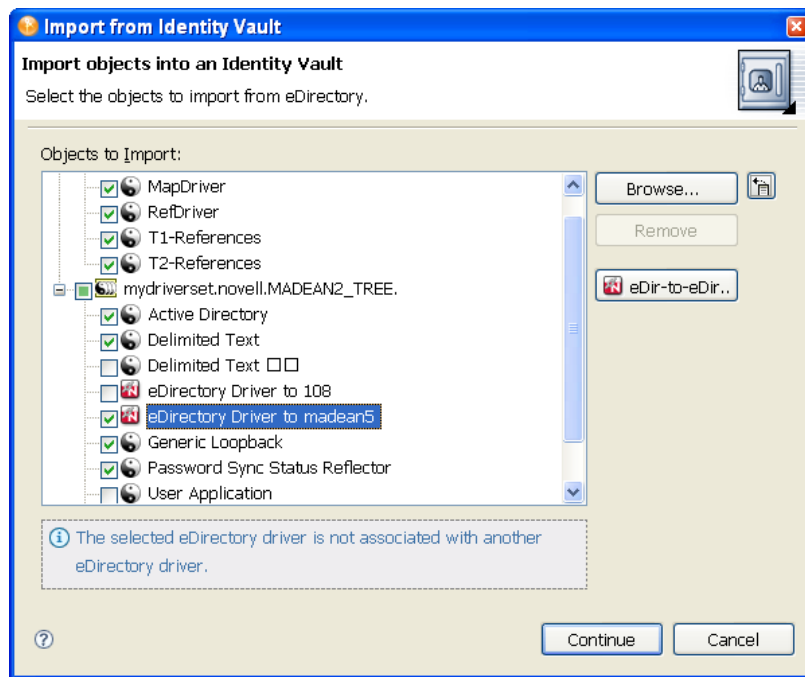 Import from Identity Vault
Import objects into an Identity Vault
Select the objects to import from eDirectory.
Objects to Import:
MapDriver
RefDriver
T1-References
T2-References
mydriverset.novell.MADEAN2_TREE.
Active Directory
Delimited Text
Delimited Text □□
eDirectory Driver to 108
eDirectory Driver to madean5
Generic Loopback
Password Sync Status Reflector
User Application
Browse...
Remove
eDir-to-eDir..
The selected eDirectory driver is not associated with another
eDirectory driver.
Continue
Cancel